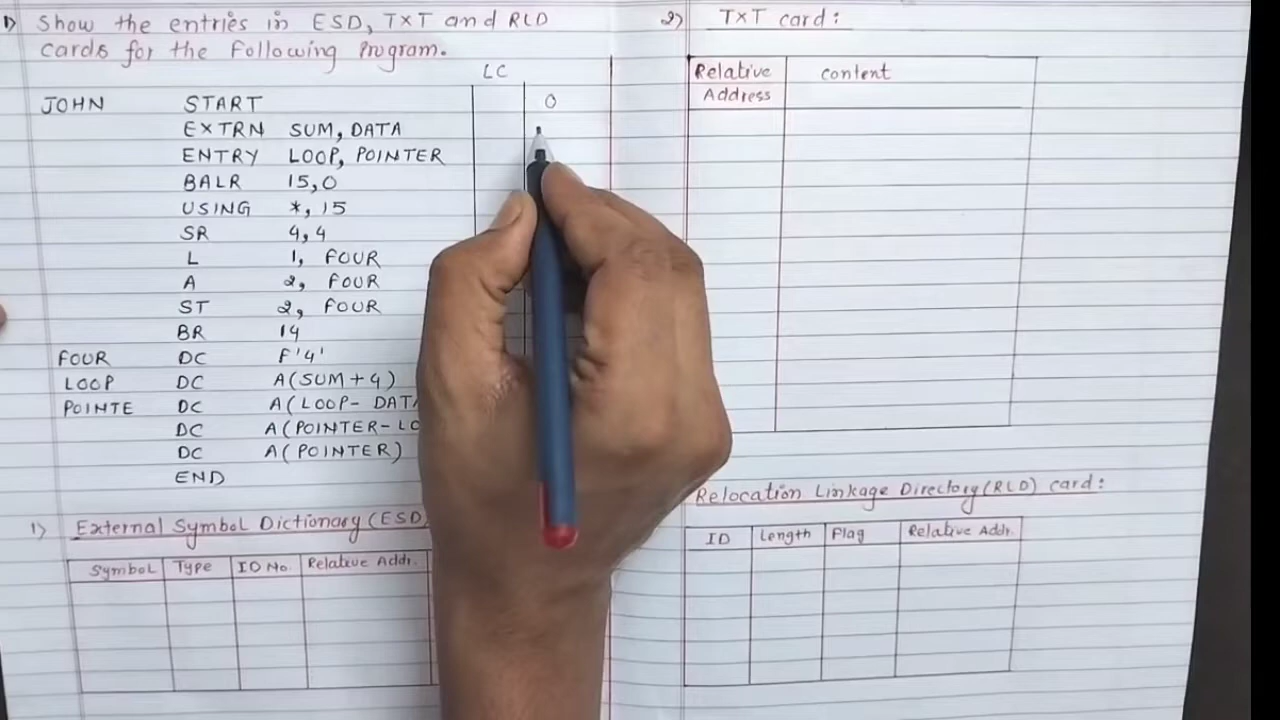 1) Show the entries in ESD, TXT and RLD
cards for the following Program.
LC
JOHN START 0
EXTRN SUM, DATA
ENTRY LOOP, POINTER
BALR 15,0
USING *, 15
SR 4,4
L 1, FOUR
A 2, FOUR
ST 2, FOUR
BR 14
FOUR DC F'4'
LOOP DC A(SUM+4)
POINTE DC A(LOOP-DATA
DC A(POINTER-LO
DC A(POINTER)
END
1) External Symbol Dictionary (ESD)
Symbol Type ID No. Relative Addr.
2) TXT card:
Relative Address content
Relocation Linkage Directory (RLD) card:
ID Length Flag Relative Addr.